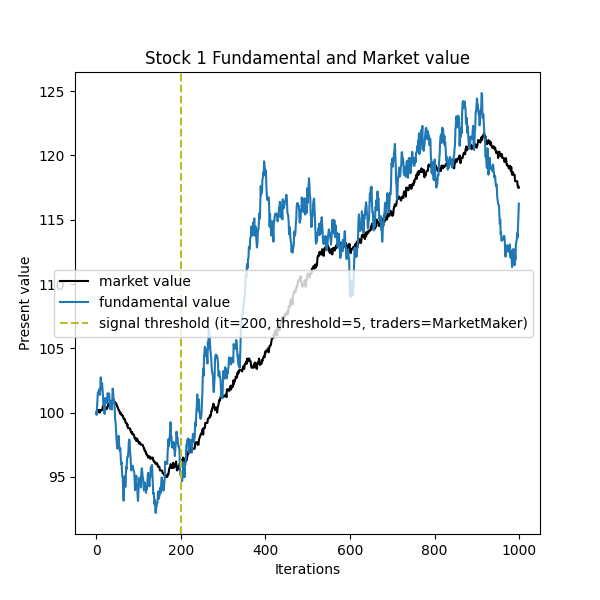 Stock 1 Fundamental and Market value
125
120
115
110
105
100
95
Present value
market value
fundamental value
signal threshold (it=200, threshold=5, traders=MarketMaker)
0 200 400 600 800 1000
Iterations